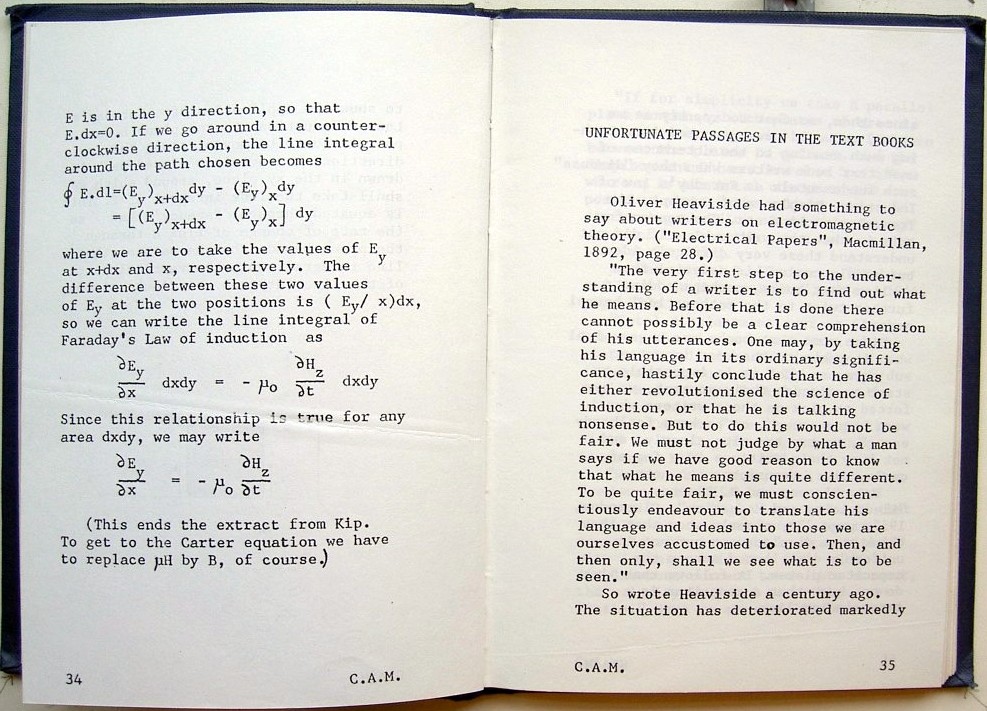 E is in the y direction, so that
E.dx=0. If we go around in a counter-
clockwise direction, the line integral
around the path chosen becomes
∮ E.dl=(Ey)x+dxdy - (Ey)xdy
= [(Ey)x+dx - (Ey)x] dy
where we are to take the values of Ey
at x+dx and x, respectively. The
difference between these two values
of Ey at the two positions is ( Ey/ x)dx,
so we can write the line integral of
Faraday's Law of induction as
∂Ey/∂x dxdy = - μo ∂Hz/∂t dxdy
Since this relationship is true for any
area dxdy, we may write
∂Ey/∂x = - μo ∂Hz/∂t
(This ends the extract from Kip.
To get to the Carter equation we have
to replace μH by B, of course.)
34 C.A.M.
UNFORTUNATE PASSAGES IN THE TEXT BOOKS
Oliver Heaviside had something to
say about writers on electromagnetic
theory. ("Electrical Papers", Macmillan,
1892, page 28.)
"The very first step to the under-
standing of a writer is to find out what
he means. Before that is done there
cannot possibly be a clear comprehension
of his utterances. One may, by taking
his language in its ordinary signifi-
cance, hastily conclude that he has
either revolutionised the science of
induction, or that he is talking
nonsense. But to do this would not be
fair. We must not judge by what a man
says if we have good reason to know
that what he means is quite different.
To be quite fair, we must conscien-
tiously endeavour to translate his
language and ideas into those we are
ourselves accustomed to use. Then, and
then only, shall we see what is to be
seen."
So wrote Heaviside a century ago.
The situation has deteriorated markedly
C.A.M. 35